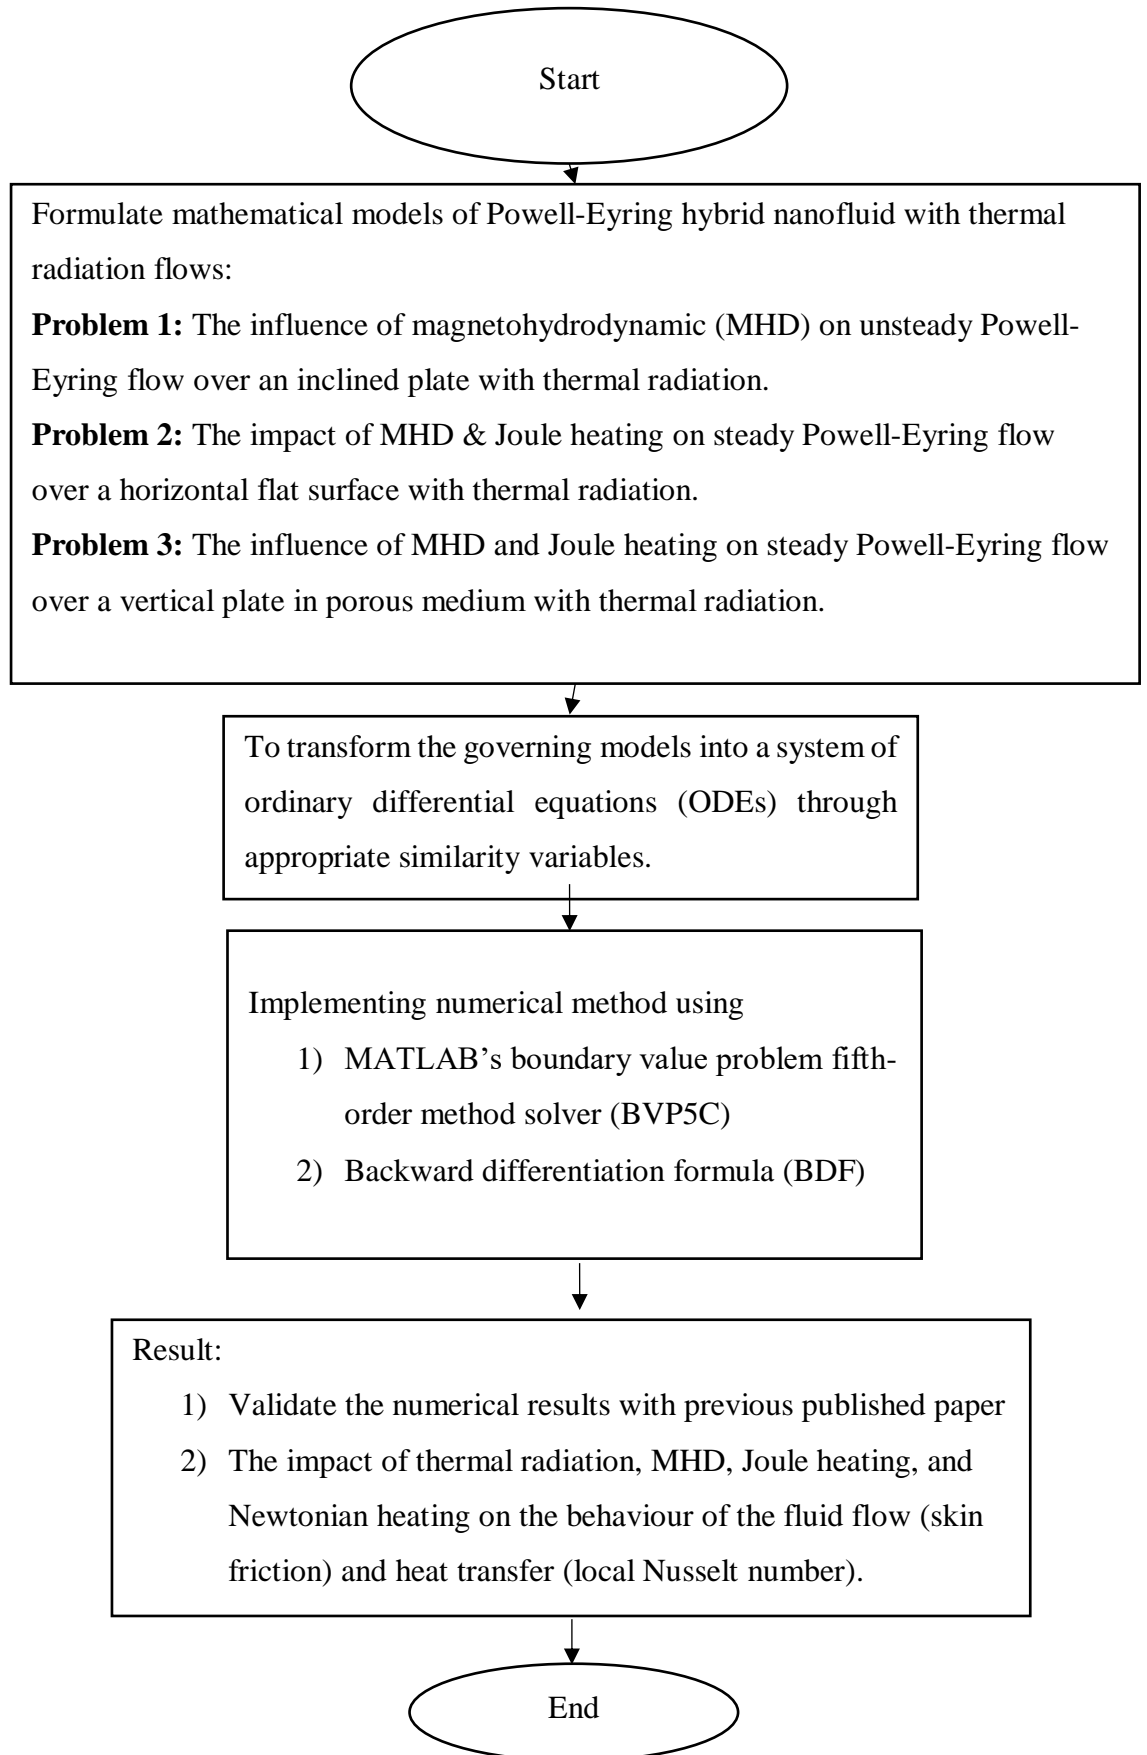 Start
Formulate mathematical models of Powell-Eyring hybrid nanofluid with thermal
radiation flows:
Problem 1: The influence of magnetohydrodynamic (MHD) on unsteady Powell-
Eyring flow over an inclined plate with thermal radiation.
Problem 2: The impact of MHD & Joule heating on steady Powell-Eyring flow
over a horizontal flat surface with thermal radiation.
Problem 3: The influence of MHD and Joule heating on steady Powell-Eyring flow
over a vertical plate in porous medium with thermal radiation.
To transform the governing models into a system of
ordinary differential equations (ODEs) through
appropriate similarity variables.
Implementing numerical method using
1) MATLAB’s boundary value problem fifth-
order method solver (BVP5C)
2) Backward differentiation formula (BDF)
Result:
1) Validate the numerical results with previous published paper
2) The impact of thermal radiation, MHD, Joule heating, and
Newtonian heating on the behaviour of the fluid flow (skin
friction) and heat transfer (local Nusselt number).
End